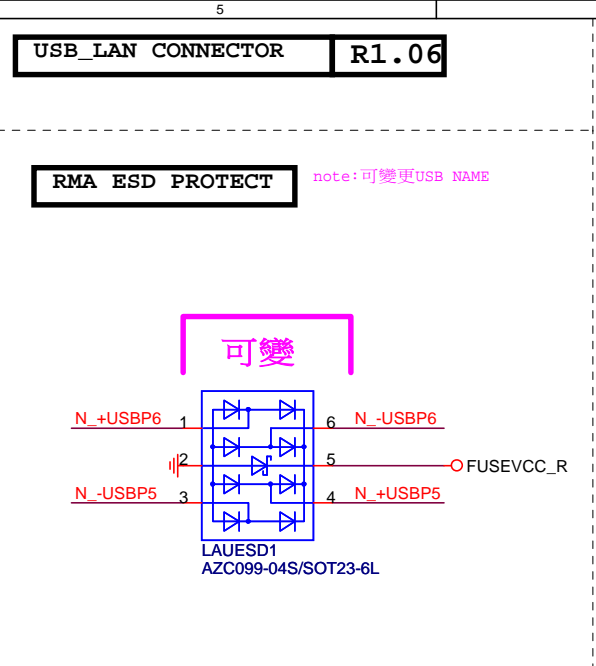 5
USB_LAN CONNECTOR R1.06
RMA ESD PROTECT note:可變更USB NAME
可變
N_+USBP6 1 6 N_-USBP6
2 5 FUSEVCC_R
N_-USBP5 3 4 N_+USBP5
LAUESD1
AZC099-04S/SOT23-6L